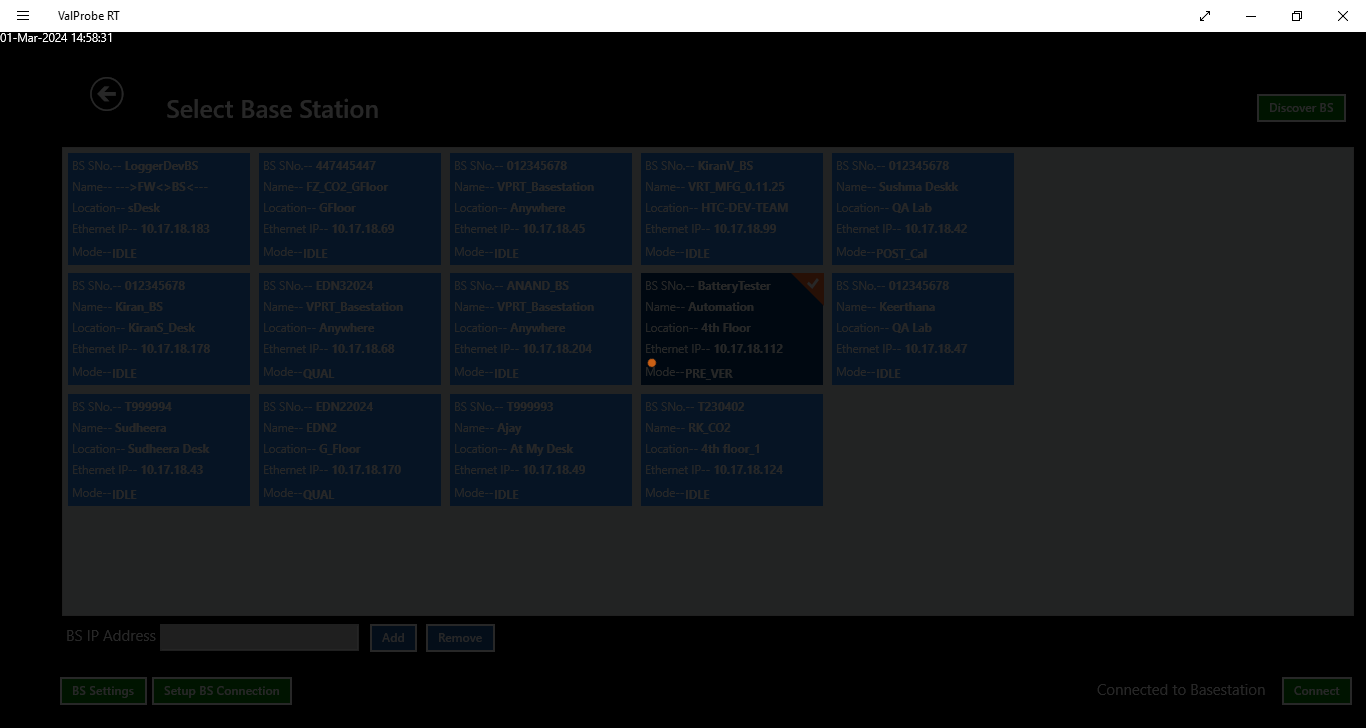 ValProbe RT
01-Mar-2024 14:58:31
Select Base Station
Discover BS
BS SNo.-- LoggerDevBS
Name-- --->FW<>BS<---
Location-- sDesk
Ethernet IP-- 10.17.18.183
Mode--IDLE
BS SNo.-- 447445447
Name-- FZ_CO2_GFloor
Location-- GFloor
Ethernet IP-- 10.17.18.69
Mode--IDLE
BS SNo.-- 012345678
Name-- VPRT_Basestation
Location-- Anywhere
Ethernet IP-- 10.17.18.45
Mode--IDLE
BS SNo.-- KiranV_BS
Name-- VRT_MFG_0.11.25
Location-- HTC-DEV-TEAM
Ethernet IP-- 10.17.18.99
Mode--IDLE
BS SNo.-- 012345678
Name-- Sushma Deskk
Location-- QA Lab
Ethernet IP-- 10.17.18.42
Mode--POST_Cal
BS SNo.-- 012345678
Name-- Kiran_BS
Location-- KiranS_Desk
Ethernet IP-- 10.17.18.178
Mode--IDLE
BS SNo.-- EDN32024
Name-- VPRT_Basestation
Location-- Anywhere
Ethernet IP-- 10.17.18.68
Mode--QUAL
BS SNo.-- ANAND_BS
Name-- VPRT_Basestation
Location-- Anywhere
Ethernet IP-- 10.17.18.204
Mode--IDLE
BS SNo.-- BatteryTester
Name-- Automation
Location-- 4th Floor
Ethernet IP-- 10.17.18.112
Mode--PRE_VER
BS SNo.-- 012345678
Name-- Keerthana
Location-- QA Lab
Ethernet IP-- 10.17.18.47
Mode--IDLE
BS SNo.-- T999994
Name-- Sudheera
Location-- Sudheera Desk
Ethernet IP-- 10.17.18.43
Mode--IDLE
BS SNo.-- EDN22024
Name-- EDN2
Location-- G_Floor
Ethernet IP-- 10.17.18.170
Mode--QUAL
BS SNo.-- T999993
Name-- Ajay
Location-- At My Desk
Ethernet IP-- 10.17.18.49
Mode--IDLE
BS SNo.-- T230402
Name-- RK_CO2
Location-- 4th floor_1
Ethernet IP-- 10.17.18.124
Mode--IDLE
BS IP Address
Add
Remove
BS Settings
Setup BS Connection
Connected to Basestation
Connect